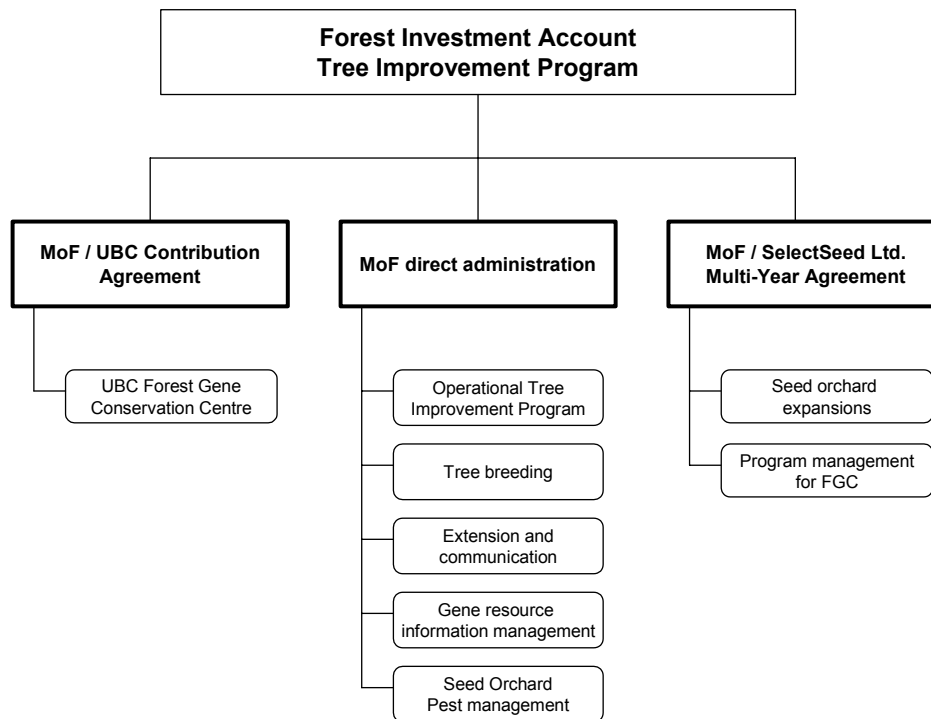 Forest Investment Account
Tree Improvement Program
MoF / UBC Contribution
Agreement
UBC Forest Gene
Conservation Centre
MoF direct administration
Operational Tree
Improvement Program
Tree breeding
Extension and
communication
Gene resource
information management
Seed Orchard
Pest management
MoF / SelectSeed Ltd.
Multi-Year Agreement
Seed orchard
expansions
Program management
for FGC